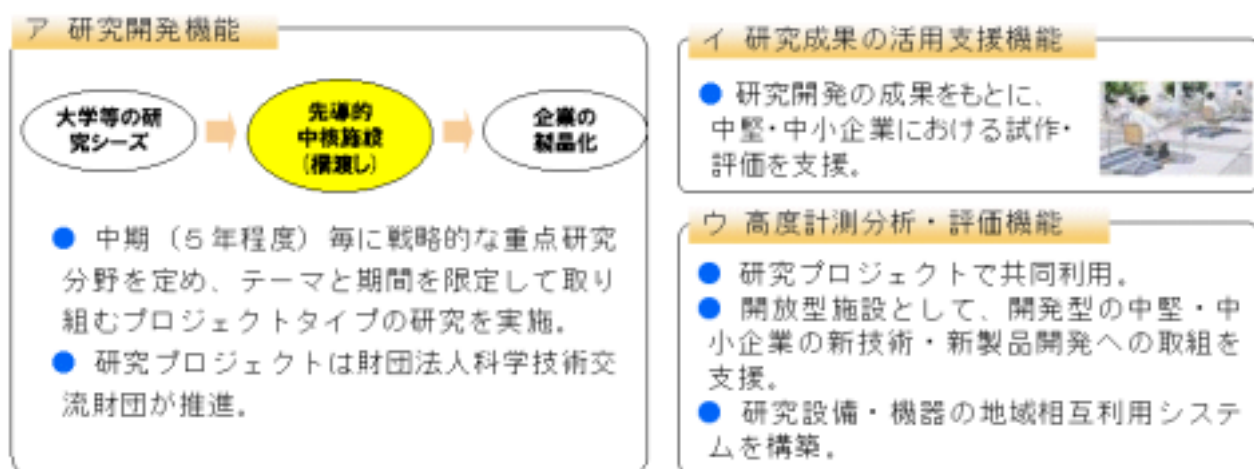 ア 研究開発機能
大学等の研
究シーズ
先導的
中核施設
(橋渡し)
企業の
製品化
● 中期（５年程度）毎に戦略的な重点研究
分野を定め、テーマと期間を限定して取り
組むプロジェクトタイプの研究を実施。
● 研究プロジェクトは財団法人科学技術交
流財団が推進。
イ 研究成果の活用支援機能
● 研究開発の成果をもとに、
中堅・中小企業における試作・
評価を支援。
ウ 高度計測分析・評価機能
● 研究プロジェクトで共同利用。
● 開放型施設として、開発型の中堅・中
小企業の新技術・新製品開発への取組を
支援。
● 研究設備・機器の地域相互利用システ
ムを構築。